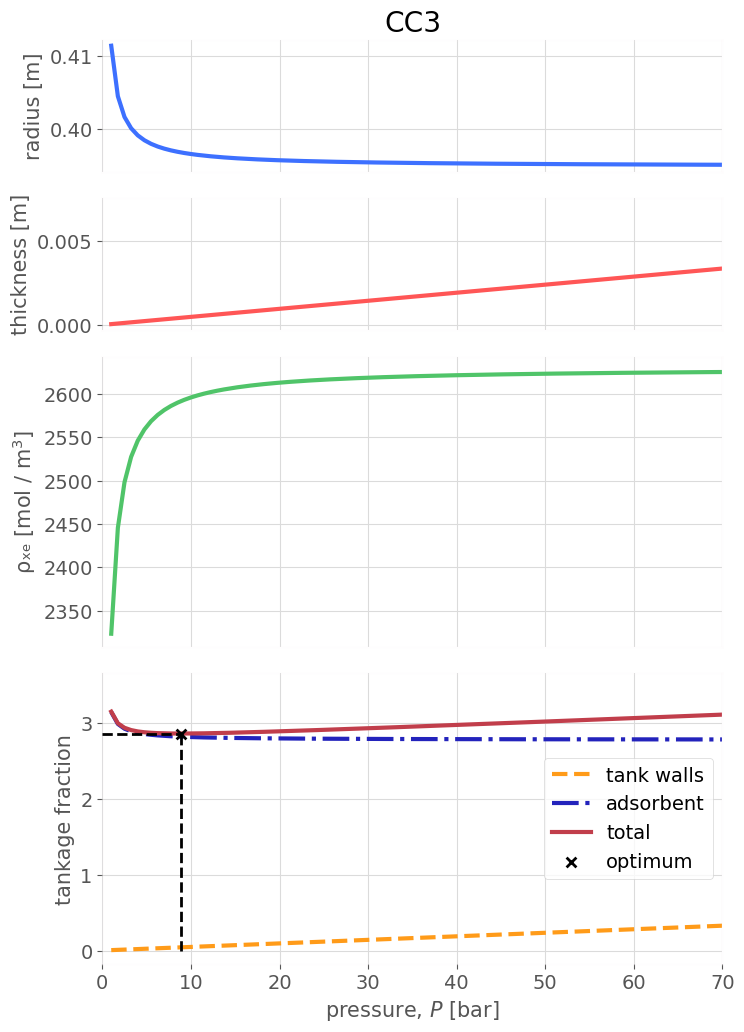 CC3
radius [m]
0.41
0.40
thickness [m]
0.005
0.000
ρₓₑ [mol / m³]
2600
2550
2500
2450
2400
2350
tankage fraction
3
2
1
0
tank walls
adsorbent
total
optimum
0 10 20 30 40 50 60 70
pressure, P [bar]